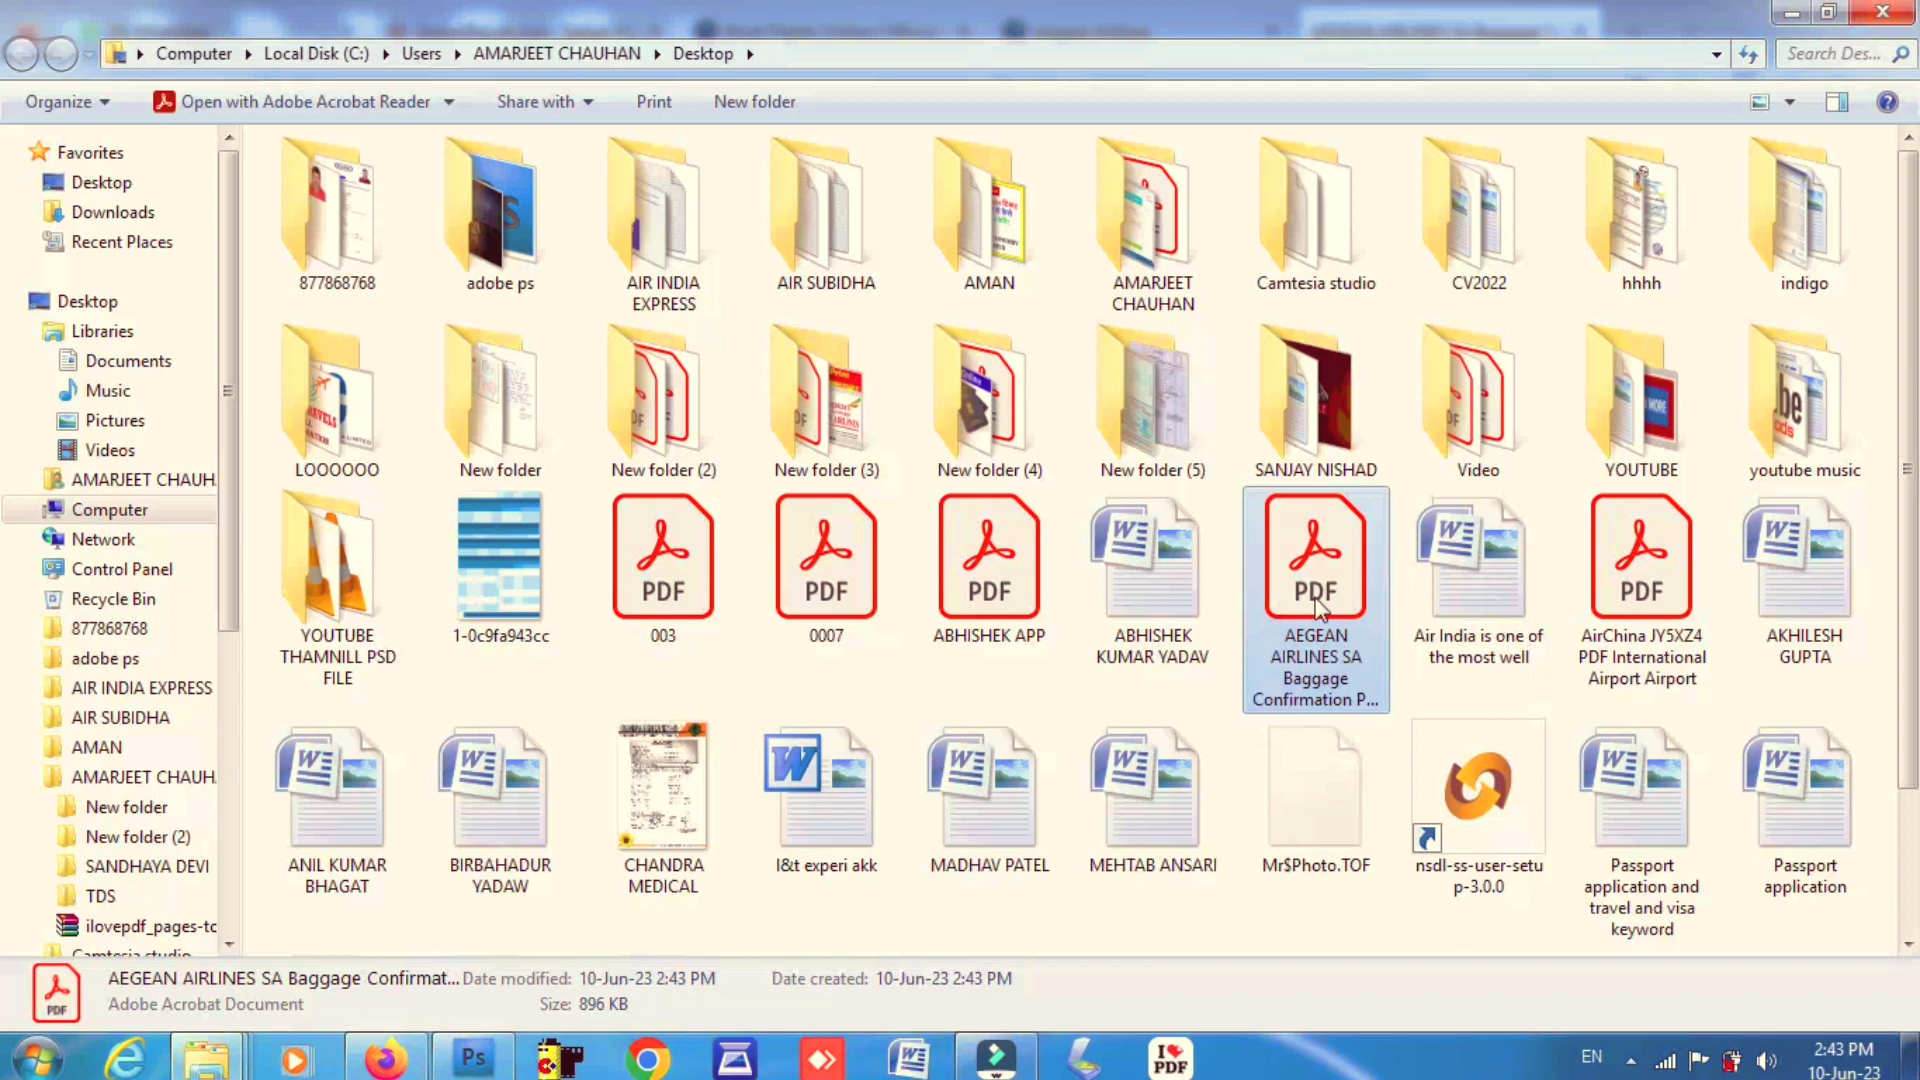 Computer Local Disk (C:) Users AMARJEET CHAUHAN Desktop
Search Des...
Organize Open with Adobe Acrobat Reader Share with Print New folder
Favorites
Desktop
Downloads
Recent Places
Desktop
Libraries
Documents
Music
Pictures
Videos
AMARJEET CHAUH
Computer
Network
Control Panel
Recycle Bin
877868768
adobe ps
AIR INDIA EXPRESS
AIR SUBIDHA
AMAN
AMARJEET CHAUH
New folder
New folder (2)
SANDHAYA DEVI
TDS
ilovepdf_pages-to
Camtesia studio
877868768
adobe ps
AIR INDIA
EXPRESS
AIR SUBIDHA
AMAN
AMARJEET
CHAUHAN
Camtesia studio
CV2022
hhhh
indigo
LOOOOOO
New folder
New folder (2)
New folder (3)
New folder (4)
New folder (5)
SANJAY NISHAD
Video
YOUTUBE
youtube music
YOUTUBE
THAMNILL PSD
FILE
1-0c9fa943cc
PDF
003
PDF
0007
PDF
ABHISHEK APP
ABHISHEK
KUMAR YADAV
PDF
AEGEAN
AIRLINES SA
Baggage
Confirmation P...
Air India is one of
the most well
PDF
AirChina JY5XZ4
PDF International
Airport Airport
AKHILESH
GUPTA
ANIL KUMAR
BHAGAT
BIRBAHADUR
YADAW
CHANDRA
MEDICAL
l&t experi akk
MADHAV PATEL
MEHTAB ANSARI
Mr$Photo.TOF
nsdl-ss-user-setu
p-3.0.0
Passport
application and
travel and visa
keyword
Passport
application
PDF
AEGEAN AIRLINES SA Baggage Confirmat... Date modified: 10-Jun-23 2:43 PM Date created: 10-Jun-23 2:43 PM
Adobe Acrobat Document Size: 896 KB
Ps
I
PDF
EN
2:43 PM
10-Jun-23